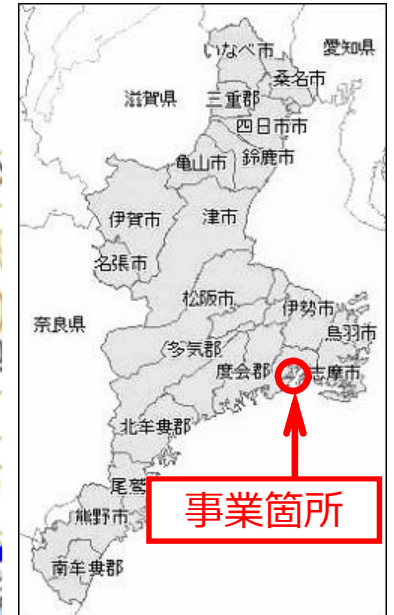 いなべ市
愛知県
桑名市
滋賀県
三重郡
四日市市
亀山市
鈴鹿市
伊賀市
津市
名張市
松阪市
伊勢市
奈良県
鳥羽市
多気郡
度会郡
志摩市
北牟婁郡
尾鷲
事業箇所
熊野市
南牟婁郡